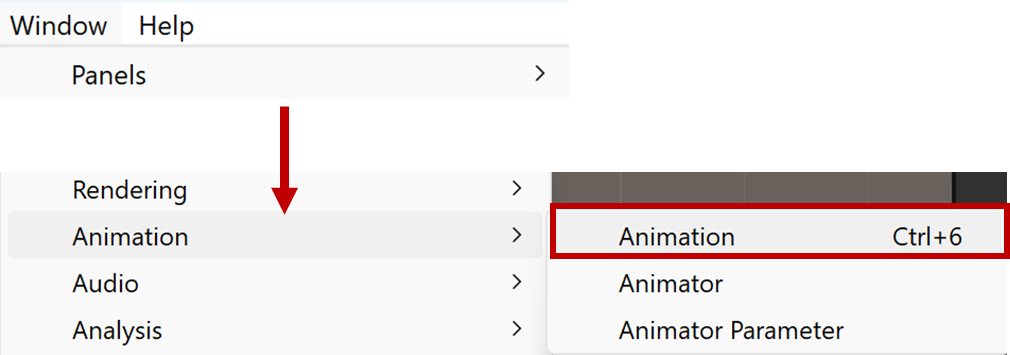 Window Help
Panels
Rendering
Animation
Animation Ctrl+6
Audio
Animator
Analysis
Animator Parameter